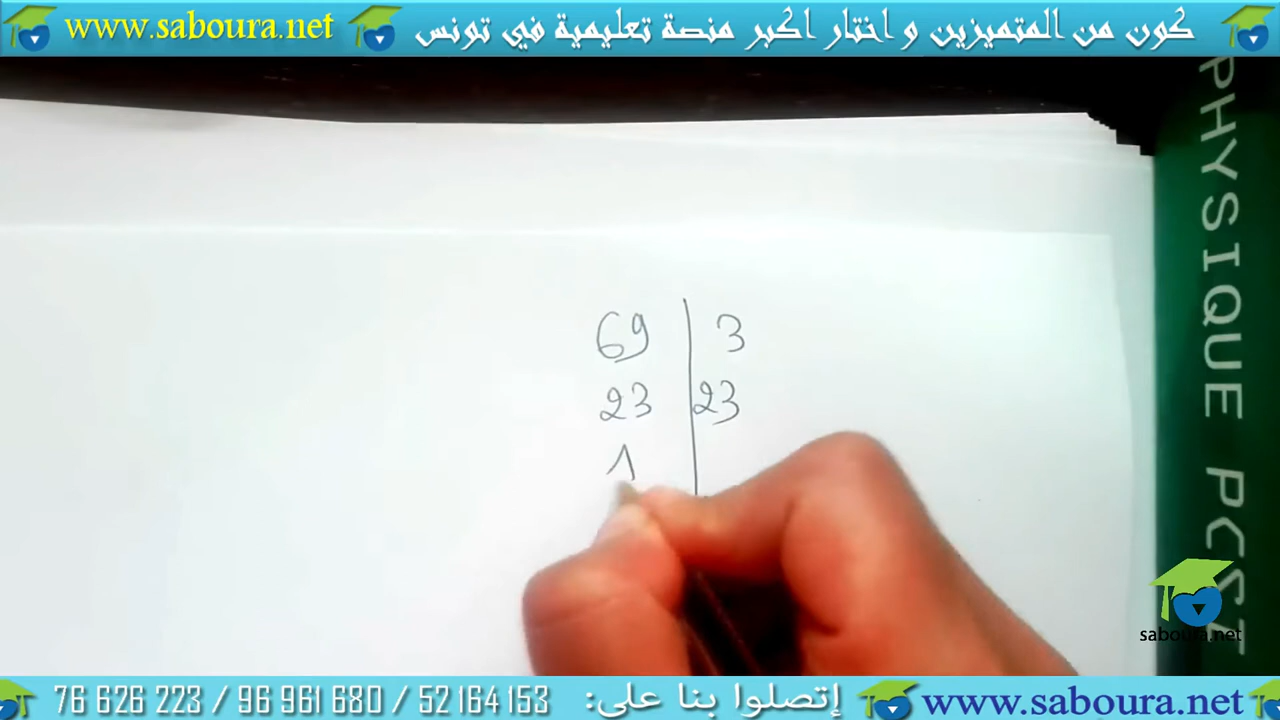 www.saboura.net كون من المتميزين و اختار اكبر منصة تعليمية في تونس
PHYSIQUE PCST
69 3
23 23
1
saboura.net
76 626 223 / 96 961 680 / 52 164 153 إتصلوا بنا على: www.saboura.net